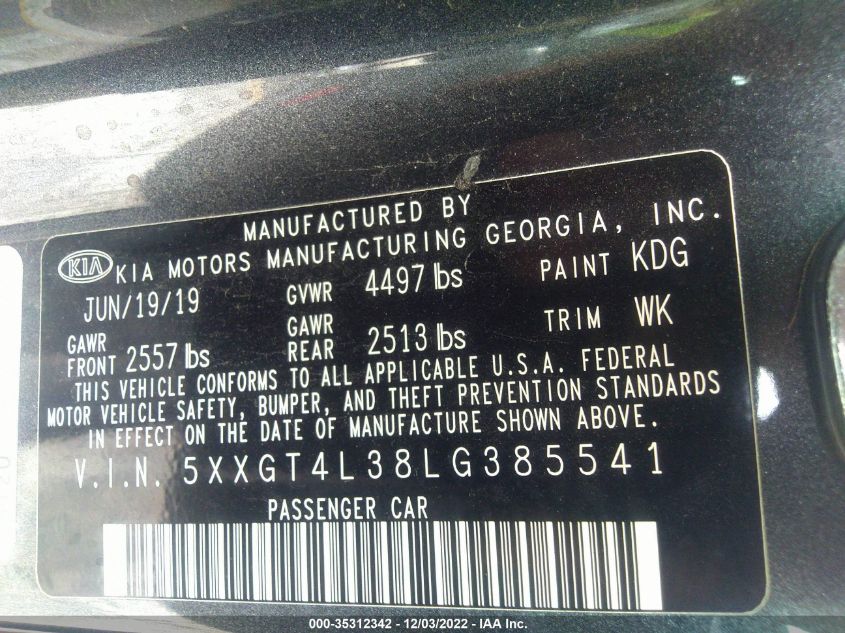 MANUFACTURED BY
KIA KIA MOTORS MANUFACTURING GEORGIA, INC.
JUN/19/19 GVWR 4497 lbs PAINT KDG
GAWR FRONT 2557 lbs GAWR REAR 2513 lbs TRIM WK
THIS VEHICLE CONFORMS TO ALL APPLICABLE U.S.A. FEDERAL
MOTOR VEHICLE SAFETY, BUMPER, AND THEFT PREVENTION STANDARDS
IN EFFECT ON THE DATE OF MANUFACTURE SHOWN ABOVE.
V.I.N. 5XXGT4L38LG385541
PASSENGER CAR
000-35312342 - 12/03/2022 - IAA Inc.